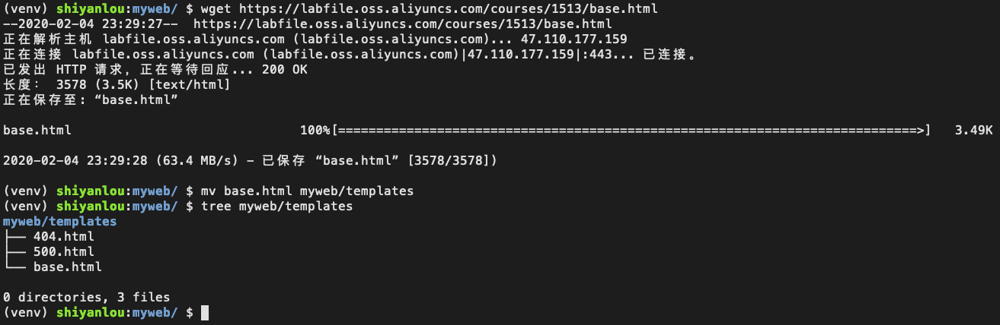 (venv) shiyanlou:myweb/ $ wget https://labfile.oss.aliyuncs.com/courses/1513/base.html
--2020-02-04 23:29:27--  https://labfile.oss.aliyuncs.com/courses/1513/base.html
正在解析主机 labfile.oss.aliyuncs.com (labfile.oss.aliyuncs.com)... 47.110.177.159
正在连接 labfile.oss.aliyuncs.com (labfile.oss.aliyuncs.com)|47.110.177.159|:443... 已连接。
已发出 HTTP 请求，正在等待回应... 200 OK
长度： 3578 (3.5K) [text/html]
正在保存至: “base.html”
base.html 100%[============================================================================>] 3.49K
2020-02-04 23:29:28 (63.4 MB/s) - 已保存 “base.html” [3578/3578])
(venv) shiyanlou:myweb/ $ mv base.html myweb/templates
(venv) shiyanlou:myweb/ $ tree myweb/templates
myweb/templates
├── 404.html
├── 500.html
└── base.html
0 directories, 3 files
(venv) shiyanlou:myweb/ $